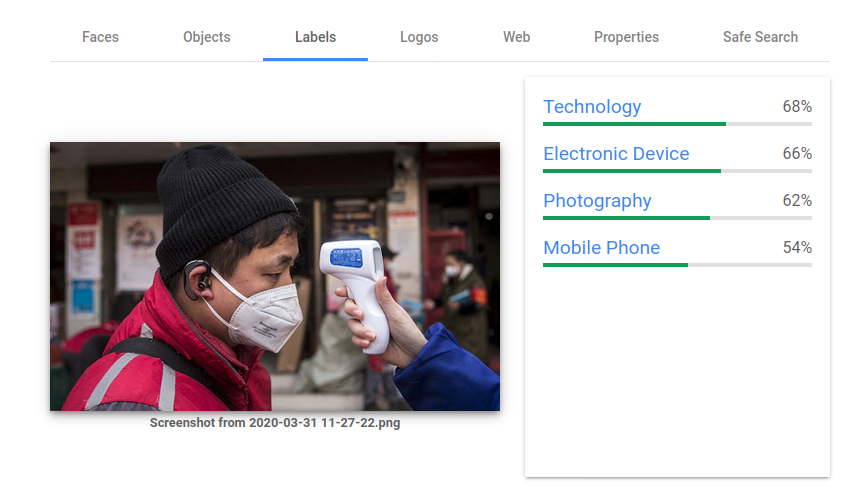 Faces Objects Labels Logos Web Properties Safe Search
Technology 68%
Electronic Device 66%
Photography 62%
Mobile Phone 54%
Screenshot from 2020-03-31 11-27-22.png